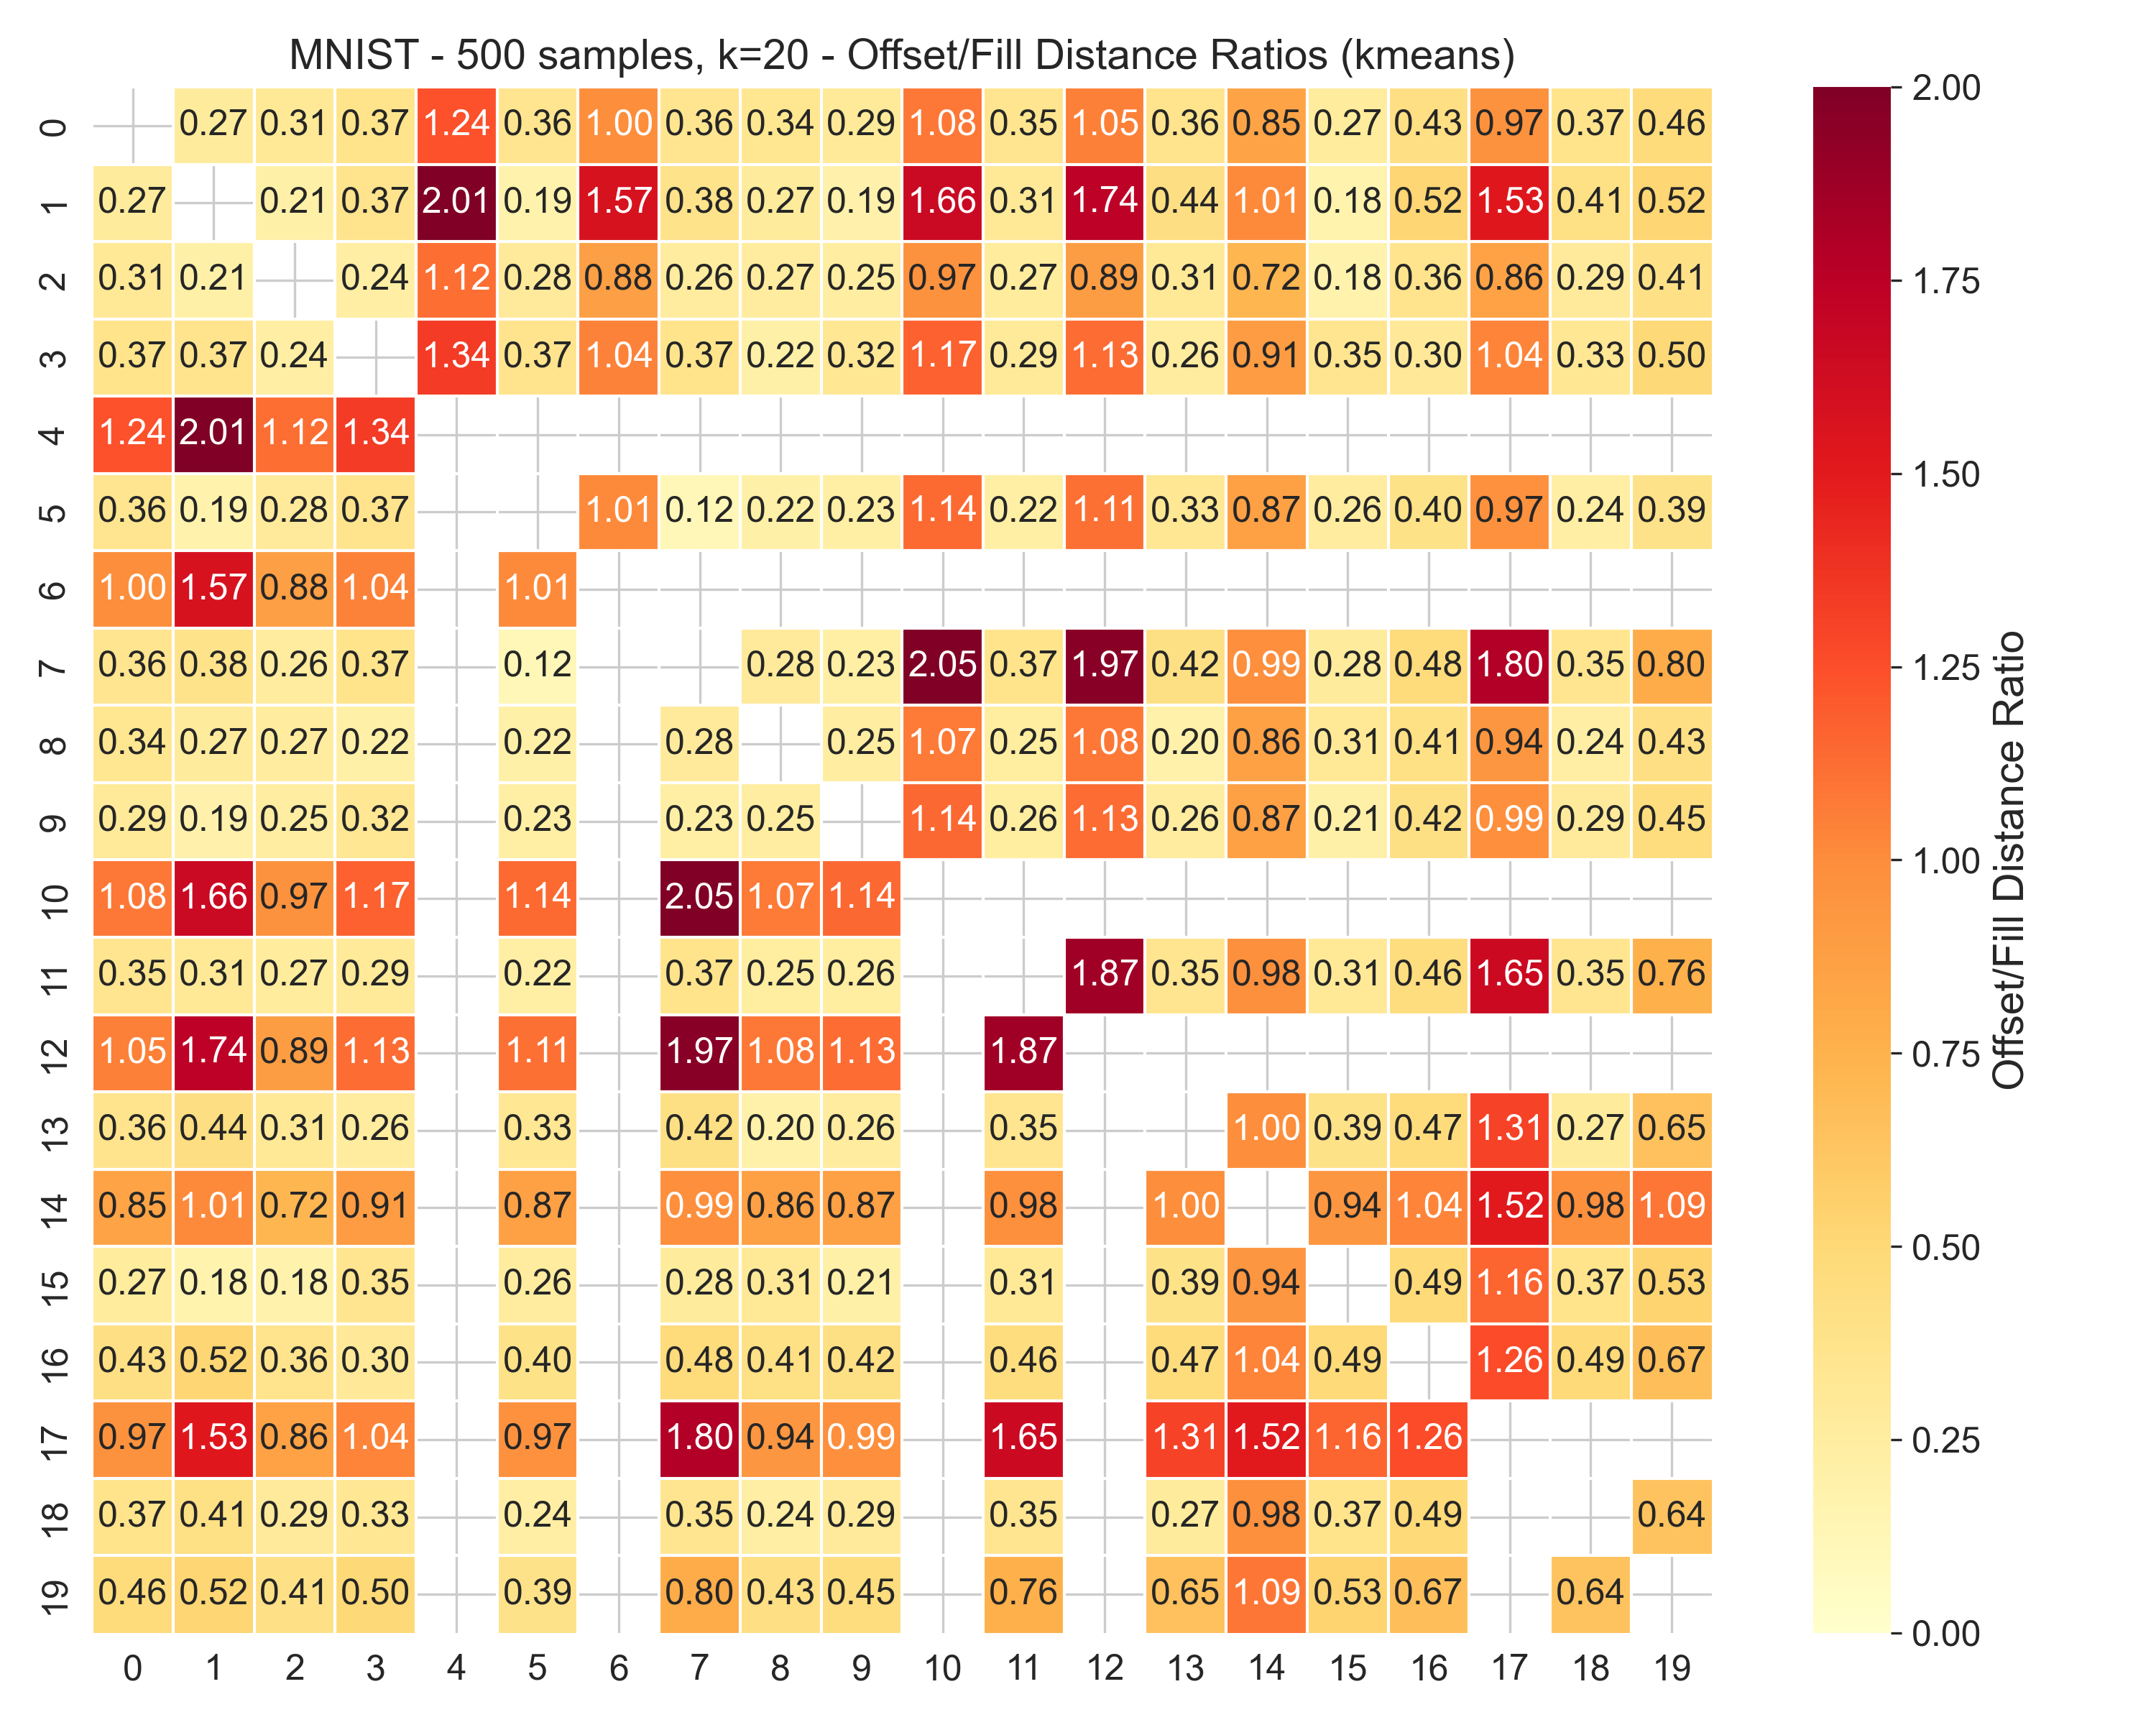 MNIST - 500 samples, k=20 - Offset/Fill Distance Ratios (kmeans)
0 0.27 0.31 0.37 1.24 0.36 1.00 0.36 0.34 0.29 1.08 0.35 1.05 0.36 0.85 0.27 0.43 0.97 0.37 0.46
1 0.27 0.21 0.37 2.01 0.19 1.57 0.38 0.27 0.19 1.66 0.31 1.74 0.44 1.01 0.18 0.52 1.53 0.41 0.52
2 0.31 0.21 0.24 1.12 0.28 0.88 0.26 0.27 0.25 0.97 0.27 0.89 0.31 0.72 0.18 0.36 0.86 0.29 0.41
3 0.37 0.37 0.24 1.34 0.37 1.04 0.37 0.22 0.32 1.17 0.29 1.13 0.26 0.91 0.35 0.30 1.04 0.33 0.50
4 1.24 2.01 1.12 1.34
5 0.36 0.19 0.28 0.37 1.01 0.12 0.22 0.23 1.14 0.22 1.11 0.33 0.87 0.26 0.40 0.97 0.24 0.39
6 1.00 1.57 0.88 1.04 1.01
7 0.36 0.38 0.26 0.37 0.12 0.28 0.23 2.05 0.37 1.97 0.42 0.99 0.28 0.48 1.80 0.35 0.80
8 0.34 0.27 0.27 0.22 0.22 0.28 0.25 1.07 0.25 1.08 0.20 0.86 0.31 0.41 0.94 0.24 0.43
9 0.29 0.19 0.25 0.32 0.23 0.23 0.25 1.14 0.26 1.13 0.26 0.87 0.21 0.42 0.99 0.29 0.45
10 1.08 1.66 0.97 1.17 1.14 2.05 1.07 1.14
11 0.35 0.31 0.27 0.29 0.22 0.37 0.25 0.26 1.87 0.35 0.98 0.31 0.46 1.65 0.35 0.76
12 1.05 1.74 0.89 1.13 1.11 1.97 1.08 1.13 1.87
13 0.36 0.44 0.31 0.26 0.33 0.42 0.20 0.26 0.35 1.00 0.39 0.47 1.31 0.27 0.65
14 0.85 1.01 0.72 0.91 0.87 0.99 0.86 0.87 0.98 1.00 0.94 1.04 1.52 0.98 1.09
15 0.27 0.18 0.18 0.35 0.26 0.28 0.31 0.21 0.31 0.39 0.94 0.49 1.16 0.37 0.53
16 0.43 0.52 0.36 0.30 0.40 0.48 0.41 0.42 0.46 0.47 1.04 0.49 1.26 0.49 0.67
17 0.97 1.53 0.86 1.04 0.97 1.80 0.94 0.99 1.65 1.31 1.52 1.16 1.26
18 0.37 0.41 0.29 0.33 0.24 0.35 0.24 0.29 0.35 0.27 0.98 0.37 0.49 0.64
19 0.46 0.52 0.41 0.50 0.39 0.80 0.43 0.45 0.76 0.65 1.09 0.53 0.67 0.64
0 1 2 3 4 5 6 7 8 9 10 11 12 13 14 15 16 17 18 19
2.00
1.75
1.50
1.25
1.00
0.75
0.50
0.25
0.00
Offset/Fill Distance Ratio